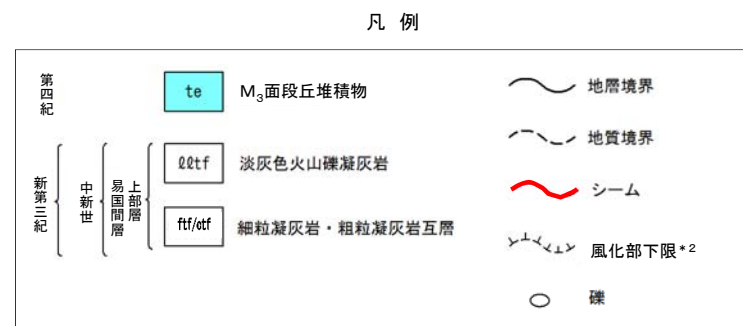 凡 例
第四紀
te
M3面段丘堆積物
新第三紀
中新世
易国間層
上部層
ℓℓtf
淡灰色火山礫凝灰岩
ftf/ctf
細粒凝灰岩・粗粒凝灰岩互層
地層境界
地質境界
シーム
風化部下限*2
礫